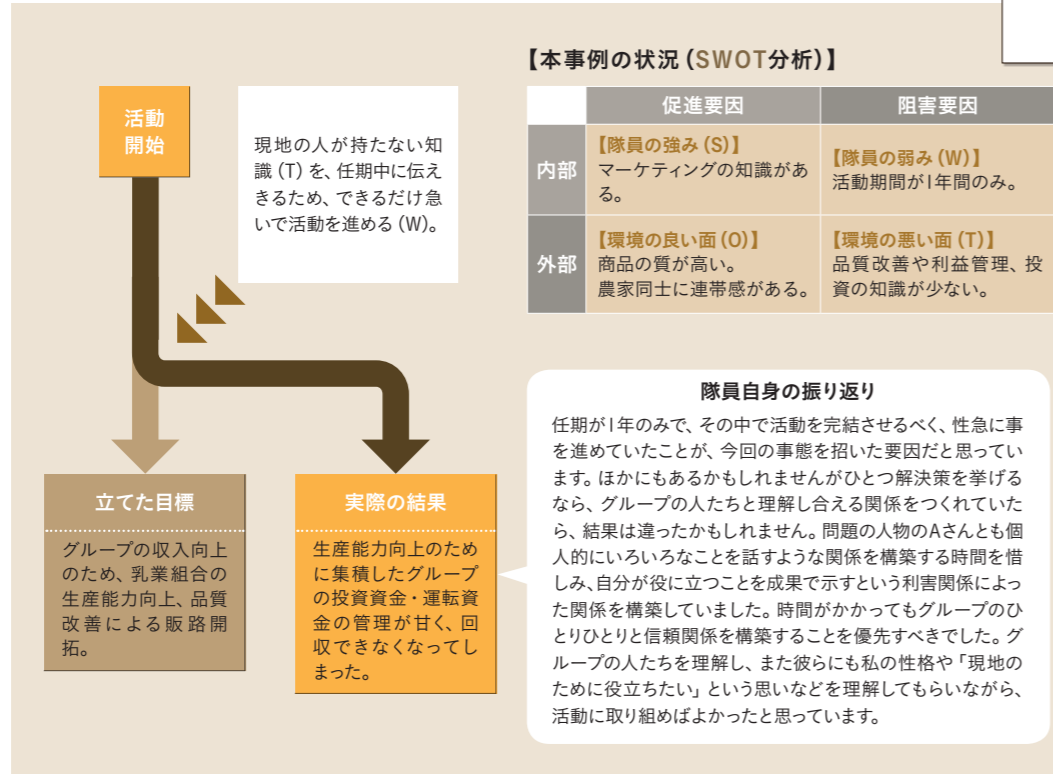 【本事例の状況（SWOT分析）】
活動
開始
現地の人が持たない知
識（T）を、任期中に伝え
きるため、できるだけ急
いで活動を進める（W）。
促進要因
阻害要因
内部
【隊員の強み（S）】
マーケティングの知識があ
る。
【隊員の弱み（W）】
活動期間が1年間のみ。
外部
【環境の良い面（O）】
商品の質が高い。
農家同士に連帯感がある。
【環境の悪い面（T）】
品質改善や利益管理、投
資の知識が少ない。
立てた目標
グループの収入向上
のため、乳業組合の
生産能力向上、品質
改善による販路開
拓。
実際の結果
生産能力向上のため
に集積したグループ
の投資資金・運転資
金の管理が甘く、回
収できなくなってし
まった。
隊員自身の振り返り
任期が1年のみで、その中で活動を完結させるべく、性急に事
を進めていたことが、今回の事態を招いた要因だと思ってい
ます。ほかにもあるかもしれませんがひとつ解決策を挙げる
なら、グループの人たちと理解し合える関係をつくれていた
ら、結果は違ったかもしれません。問題の人物のAさんとも個
人的にいろいろなことを話すような関係を構築する時間を惜
しみ、自分が役に立つことを成果で示すという利害関係によっ
た関係を構築していました。時間がかかってもグループのひ
とりひとりと信頼関係を構築することを優先すべきでした。グ
ループの人たちを理解し、また彼らにも私の性格や「現地の
ために役立ちたい」という思いなどを理解してもらいながら、
活動に取り組めばよかったと思っています。